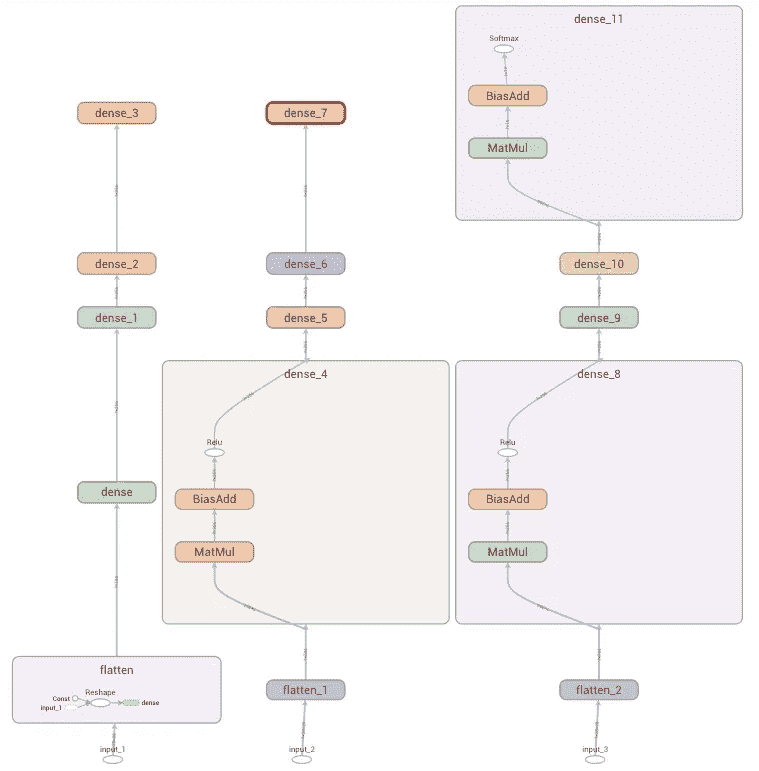 dense_11
Softmax
BiasAdd
MatMul
dense_3
dense_7
dense_2
dense_6
dense_10
dense_1
dense_5
dense_9
dense_4
dense_8
Relu
Relu
dense
BiasAdd
BiasAdd
MatMul
MatMul
flatten
Reshape
Const
input_1
dense
flatten_1
flatten_2
input_1
input_2
input_3